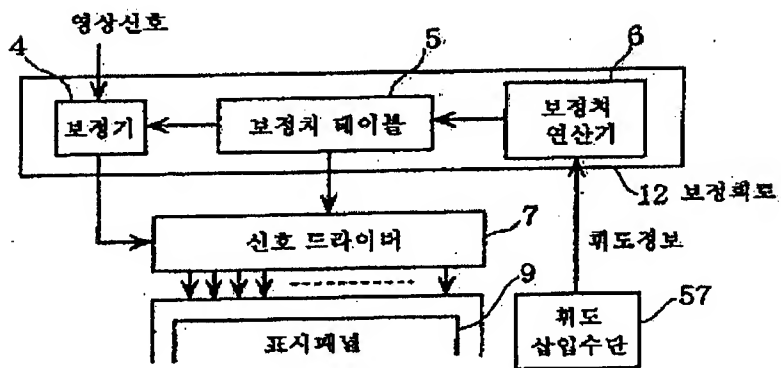 영상신호
4
5
6
보정기
보정치 테이블
보정치
연산기
12 보정회로
신호 드라이버
7
휘도정보
9
표시패널
휘도
삽입수단
57